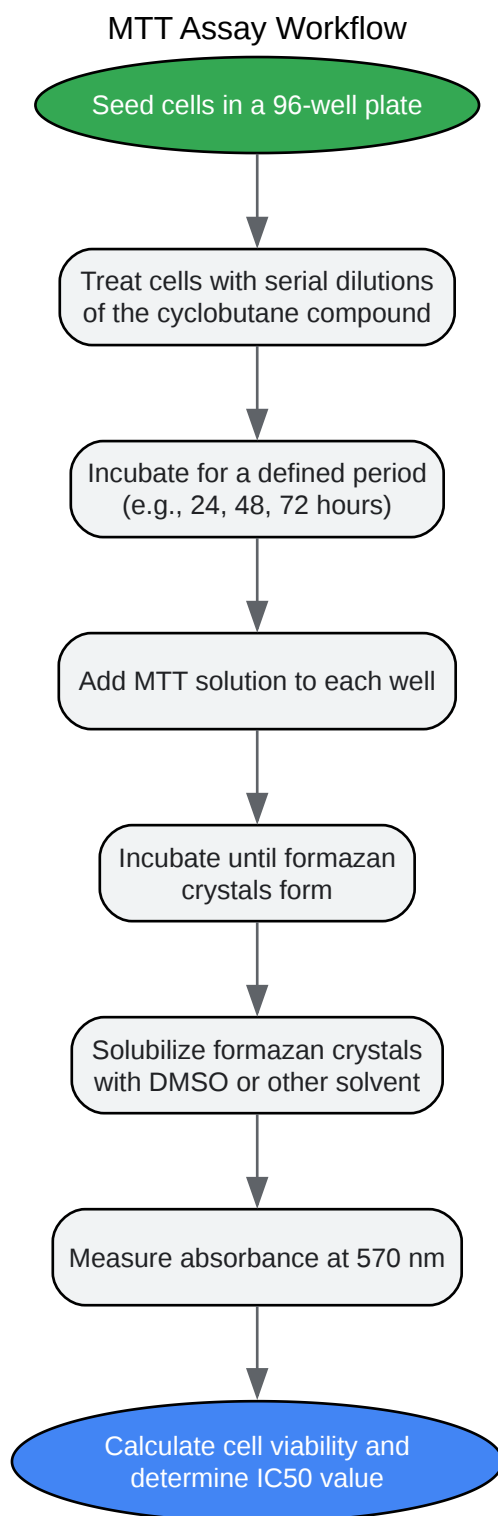 MTT Assay Workflow
Seed cells in a 96-well plate
Treat cells with serial dilutions
of the cyclobutane compound
Incubate for a defined period
(e.g., 24, 48, 72 hours)
Add MTT solution to each well
Incubate until formazan
crystals form
Solubilize formazan crystals
with DMSO or other solvent
Measure absorbance at 570 nm
Calculate cell viability and
determine IC50 value